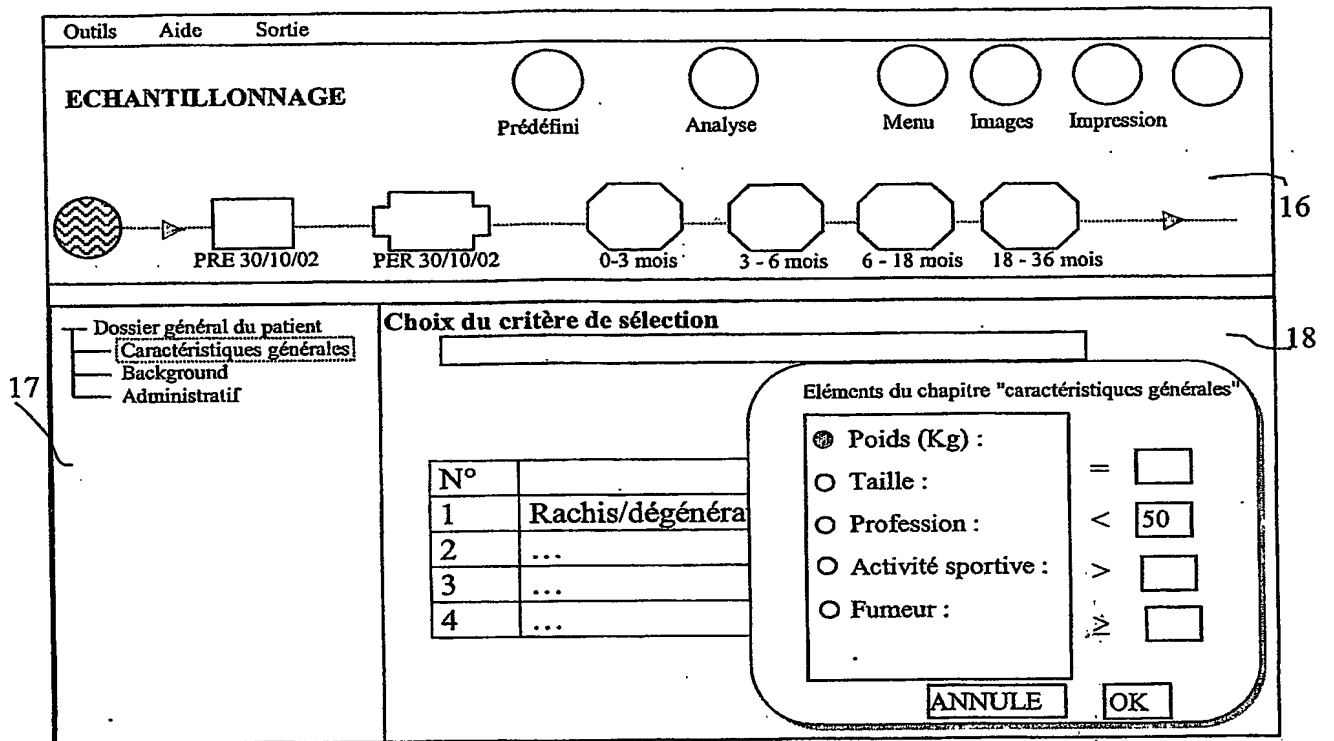 Outils Aide Sortie
ECHANTILLONNAGE
Prédéfini Analyse Menu Images Impression
16
PRE 30/10/02 PER 30/10/02 0-3 mois 3 - 6 mois 6 - 18 mois 18 - 36 mois
Dossier général du patient
Caractéristiques générales
Background
Administratif
17
Choix du critère de sélection
18
N°
1 Rachis/dégénéra
2 ...
3 ...
4 ...
Eléments du chapitre "caractéristiques générales"
Poids (Kg) :
Taille :
Profession :
Activité sportive :
Fumeur :
=
< 50
>
≥
ANNULE OK